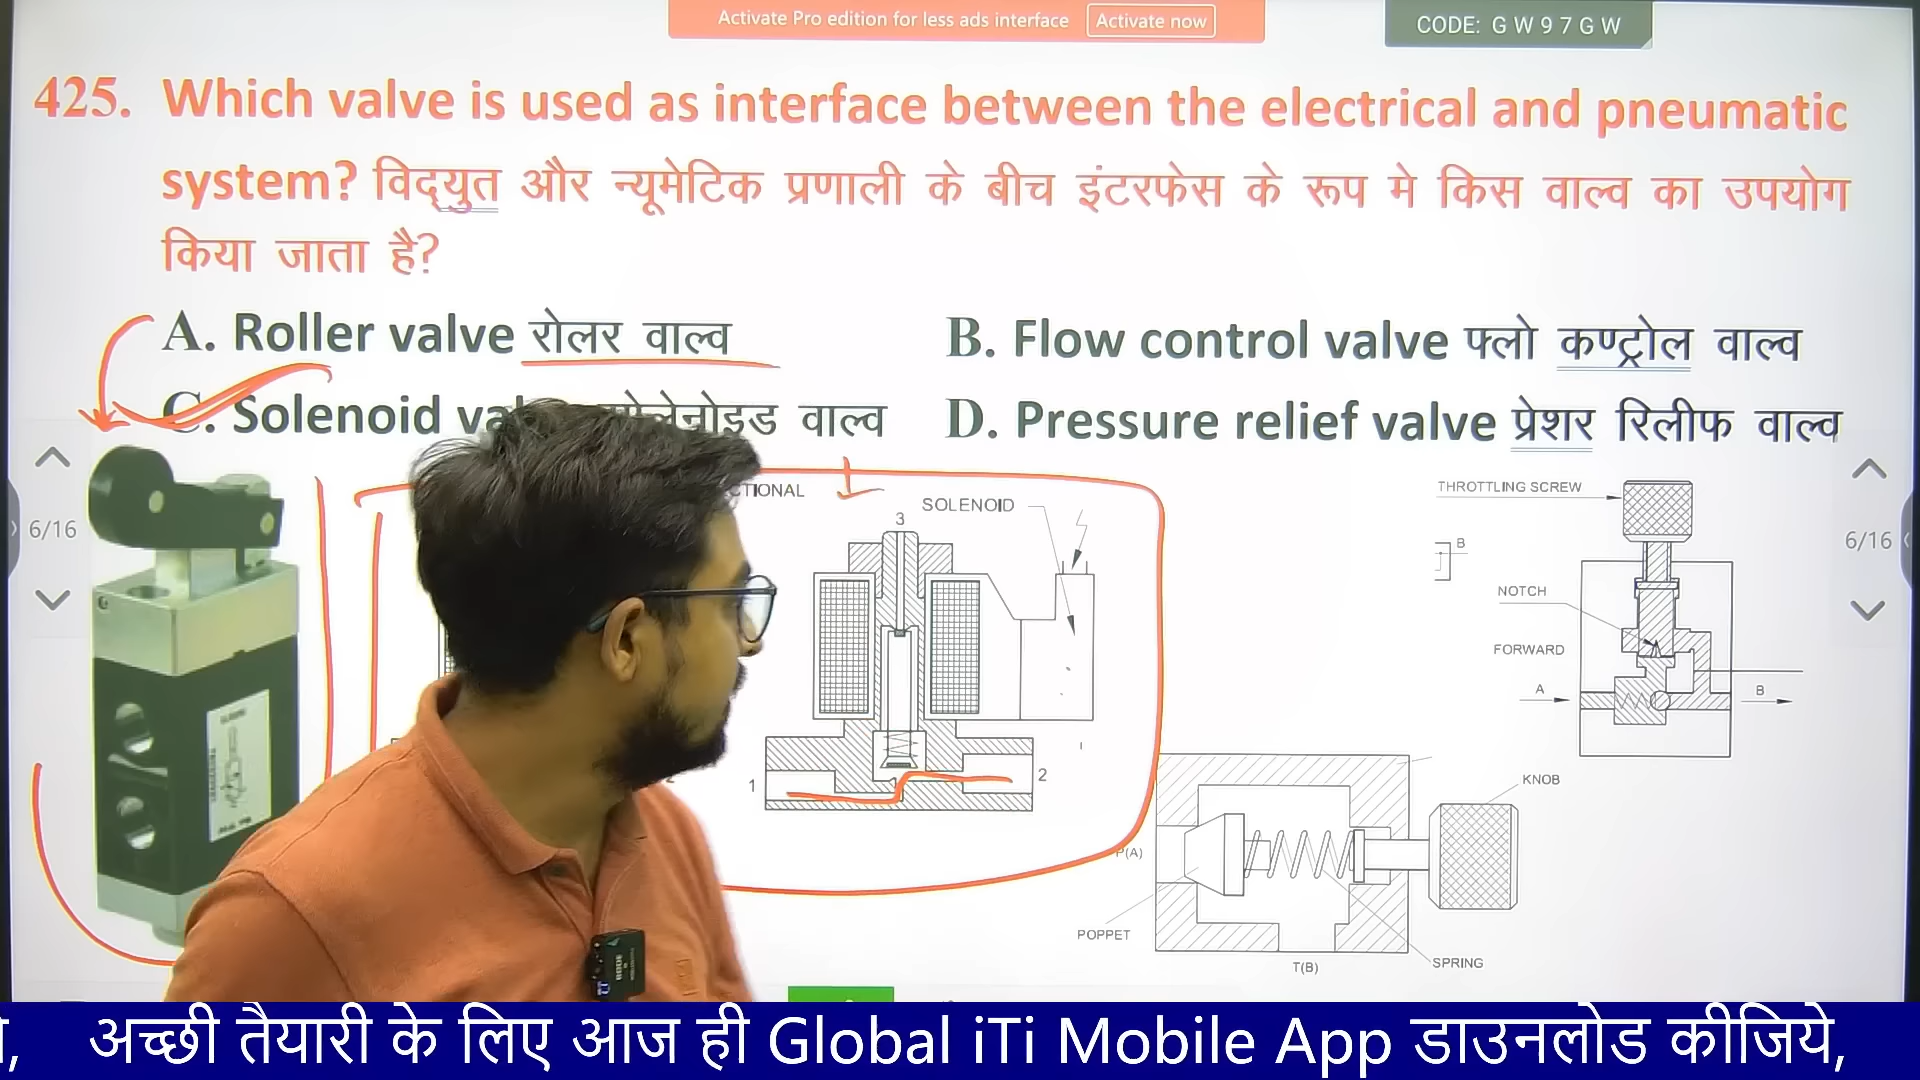 Activate Pro edition for less ads interface Activate now
CODE: G W 9 7 G W
425. Which valve is used as interface between the electrical and pneumatic
system? विद्युत और न्यूमेटिक प्रणाली के बीच इंटरफेस के रूप मे किस वाल्व का उपयोग
किया जाता है?
A. Roller valve रोलर वाल्व
B. Flow control valve फ्लो कण्ट्रोल वाल्व
C. Solenoid वाल्व
D. Pressure relief valve प्रेशर रिलीफ वाल्व
6/16
6/16
SOLENOID
3
1
2
THROTTLING SCREW
B
NOTCH
FORWARD
A
B
KNOB
P(A)
POPPET
SPRING
T(B)
अच्छी तैयारी के लिए आज ही Global iTi Mobile App डाउनलोड कीजिये,